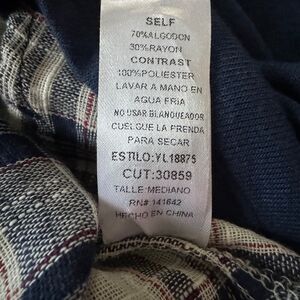 SELF
70%ALGODON
30%RAYON
CONTRAST
100%POLIESTER
LAVAR A MANO EN
AGUA FRIA
NO USAR BLANQUEADOR
CUELGUE LA PRENDA
PARA SECAR
ESTILO:YL18875
CUT:30859
TALLE MEDIANO
RN# 141642
HECHO EN CHINA